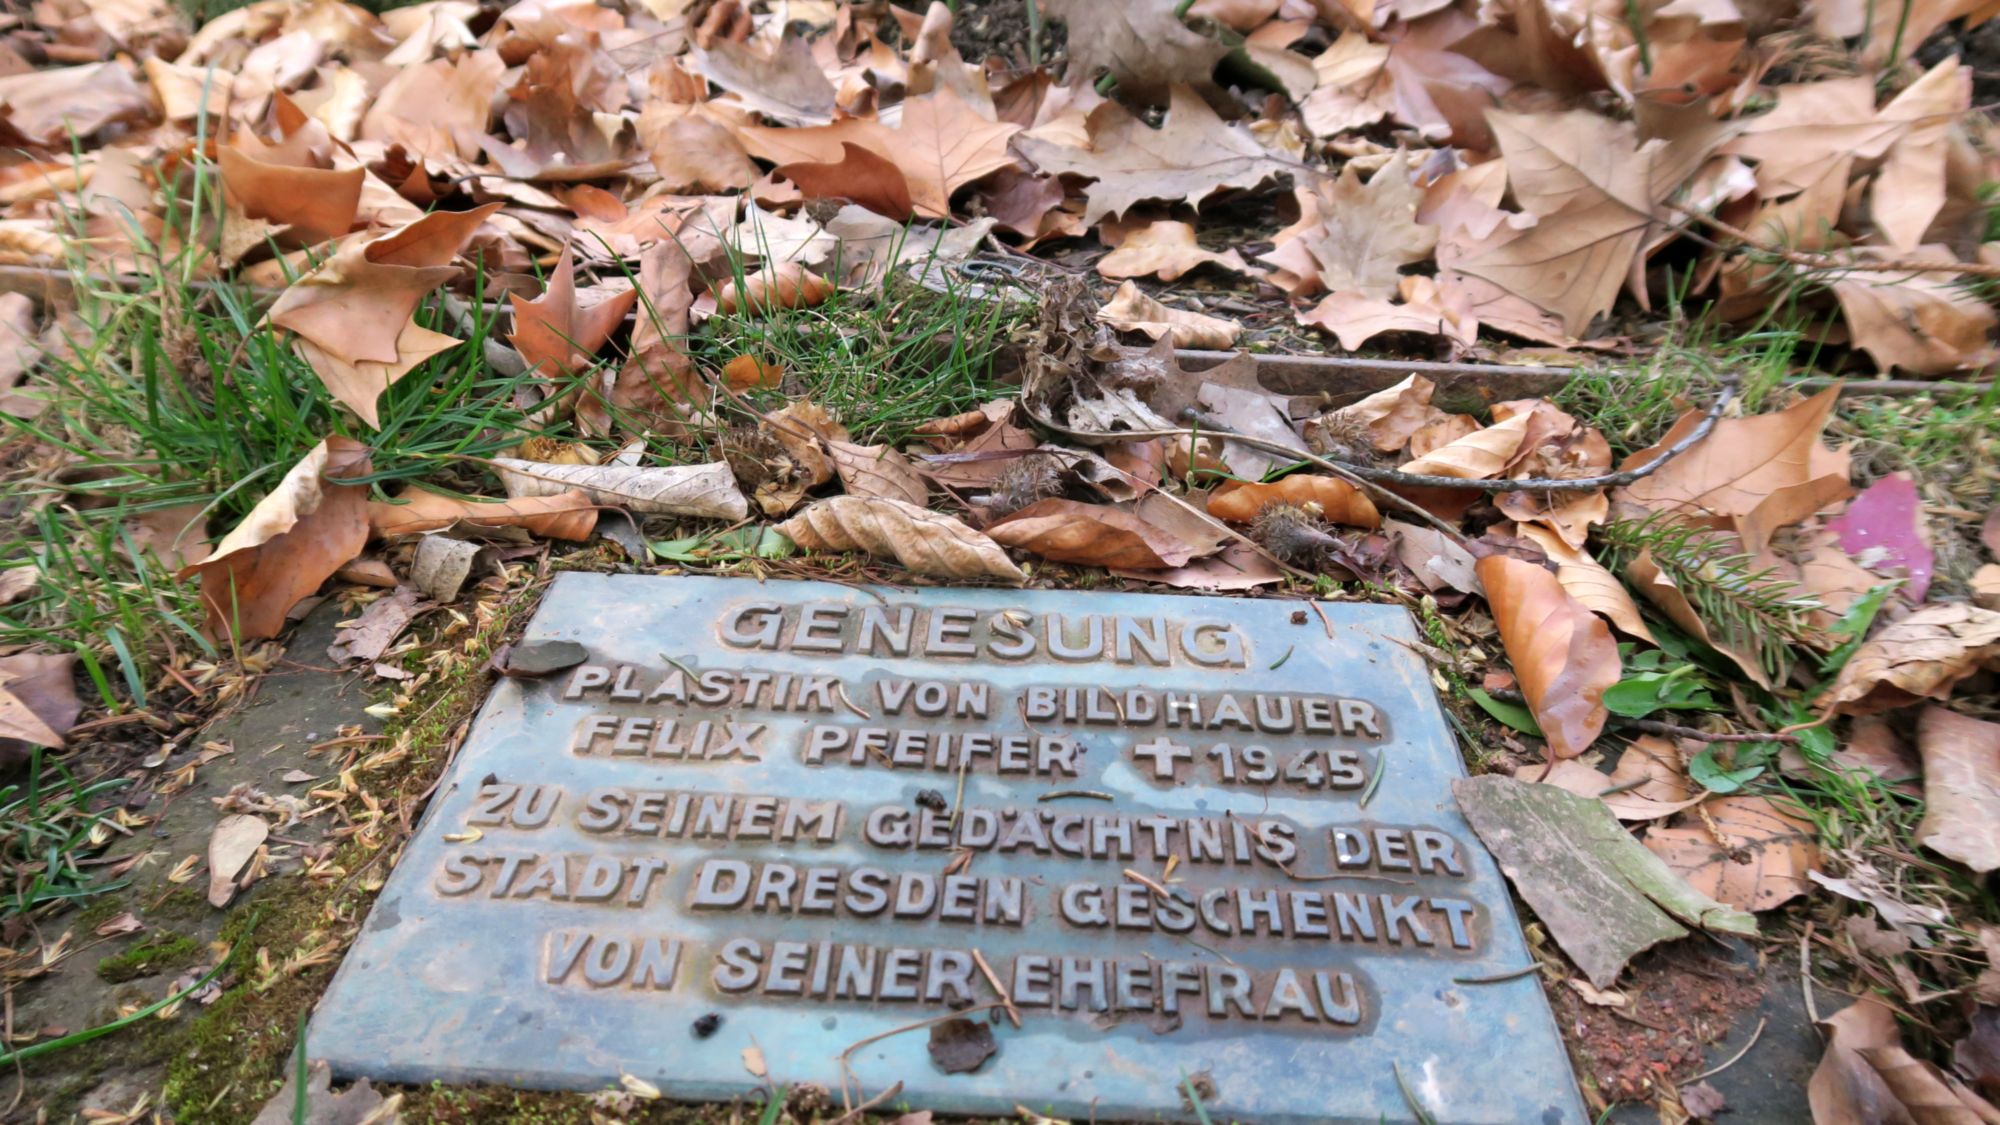 GENESUNG
PLASTIK VON BILDHAUER
FELIX PFEIFER ✝ 1945
ZU SEINEM GEDÄCHTNIS DER
STADT DRESDEN GESCHENKT
VON SEINER EHEFRAU